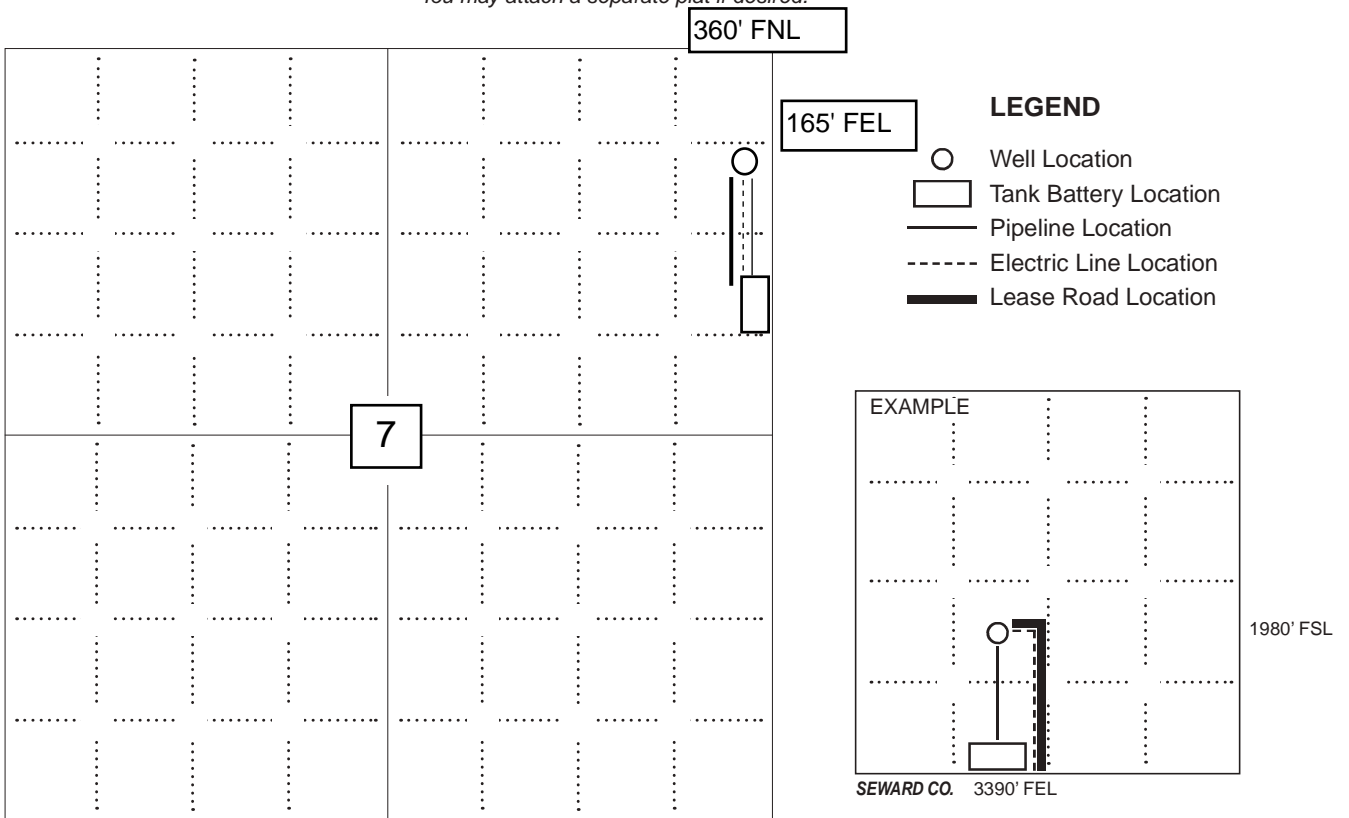 You may attach a separate plat if desired.
360' FNL
165' FEL
LEGEND
Well Location
Tank Battery Location
Pipeline Location
Electric Line Location
Lease Road Location
7
EXAMPLE
1980' FSL
SEWARD CO. 3390' FEL